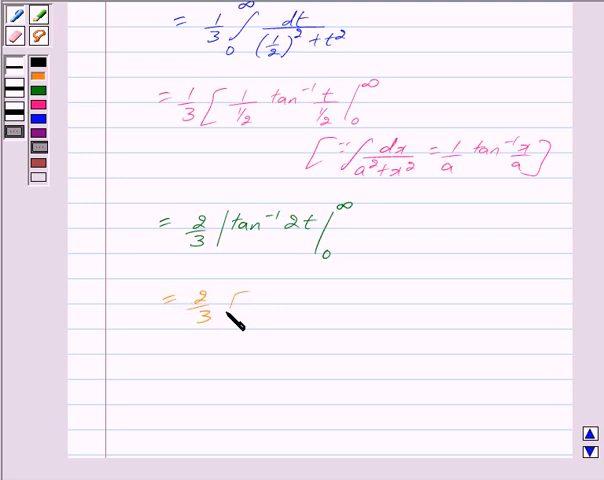 = 1/3 ∫₀^∞ dt / ((1/2)² + t²)
= 1/3 [ 1/(1/2) tan⁻¹ t/(1/2) |₀^∞
[ ∵ ∫ dx/(a²+x²) = 1/a tan⁻¹ x/a ]
= 2/3 | tan⁻¹ 2t |₀^∞
= 2/3 [